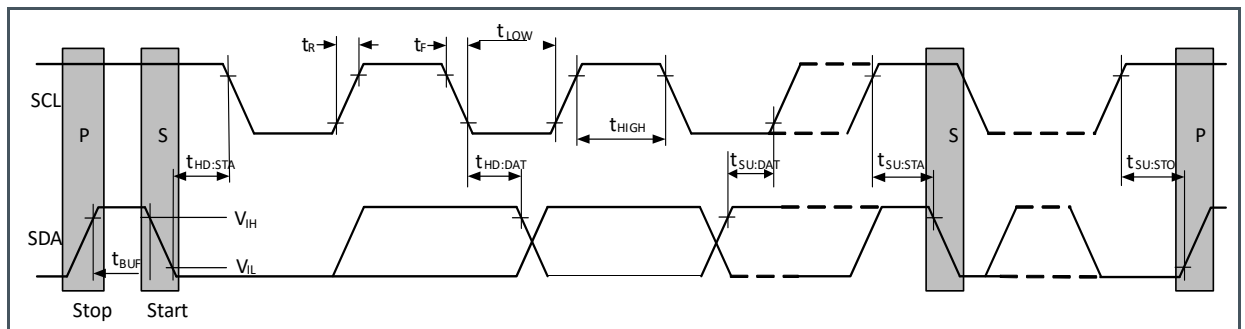 tR tF tLOW
SCL
P S tHIGH S P
tHD:STA tHD:DAT tSU:DAT tSU:STA tSU:STO
VIH
SDA
tBUF VIL
Stop Start